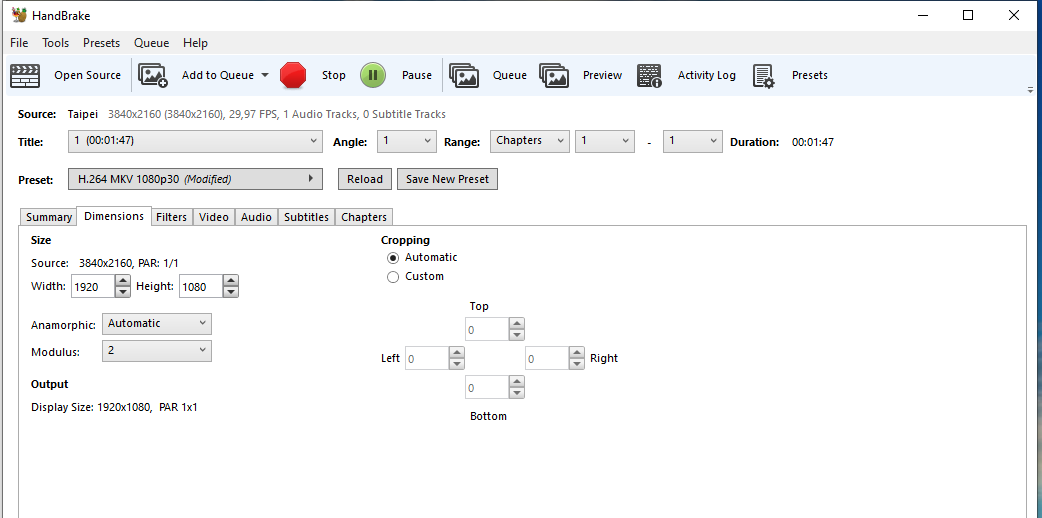 HandBrake
File Tools Presets Queue Help
Open Source Add to Queue Stop Pause Queue Preview Activity Log Presets
Source: Taipei 3840x2160 (3840x2160), 29,97 FPS, 1 Audio Tracks, 0 Subtitle Tracks
Title: 1 (00:01:47) Angle: 1 Range: Chapters 1 - 1 Duration: 00:01:47
Preset: H.264 MKV 1080p30 (Modified) Reload Save New Preset
Summary Dimensions Filters Video Audio Subtitles Chapters
Size
Source: 3840x2160, PAR: 1/1
Width: 1920 Height: 1080
Anamorphic: Automatic
Modulus: 2
Output
Display Size: 1920x1080, PAR 1x1
Cropping
Automatic
Custom
Top
0
Left 0 0 Right
0
Bottom